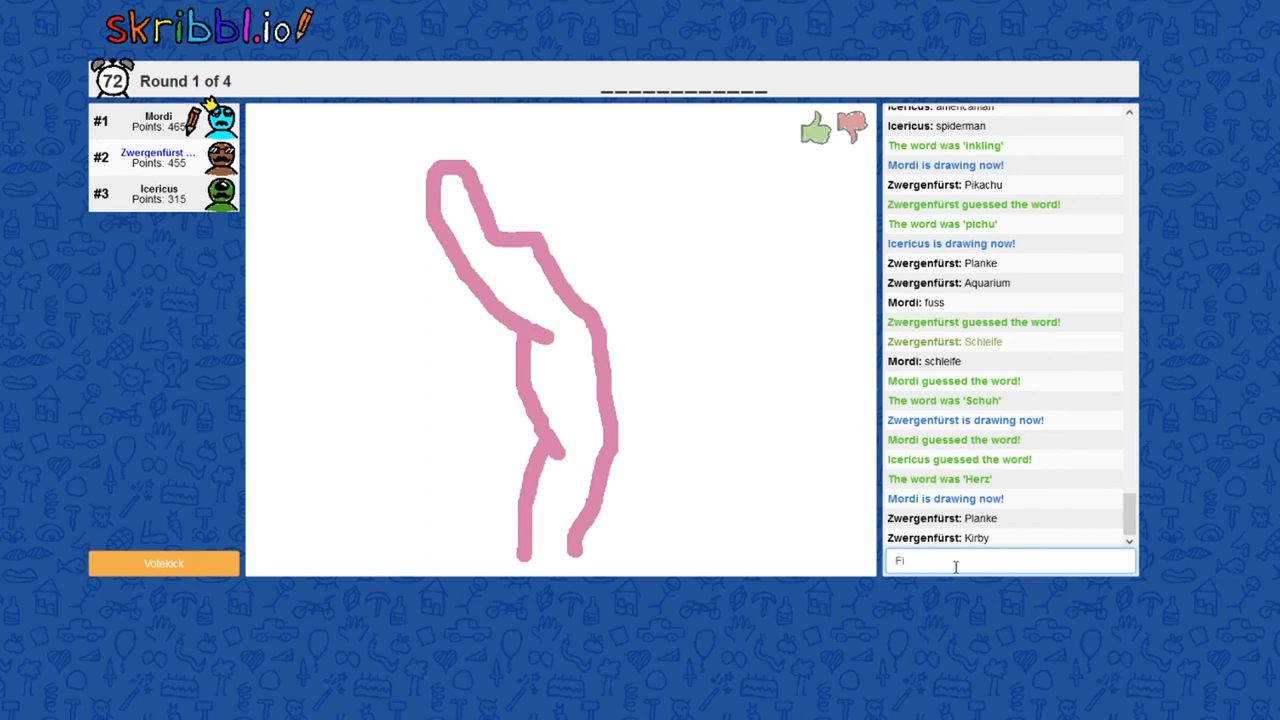 skribbl.io
72
Round 1 of 4
____________
#1
Mordi
Points: 465
#2
Zwergenfürst ...
Points: 455
#3
Icericus
Points: 315
Votekick
Icericus: americaman
Icericus: spiderman
The word was 'inkling'
Mordi is drawing now!
Zwergenfürst: Pikachu
Zwergenfürst guessed the word!
The word was 'pichu'
Icericus is drawing now!
Zwergenfürst: Planke
Zwergenfürst: Aquarium
Mordi: fuss
Zwergenfürst guessed the word!
Zwergenfürst: Schleife
Mordi: schleife
Mordi guessed the word!
The word was 'Schuh'
Zwergenfürst is drawing now!
Mordi guessed the word!
Icericus guessed the word!
The word was 'Herz'
Mordi is drawing now!
Zwergenfürst: Planke
Zwergenfürst: Kirby
Fi